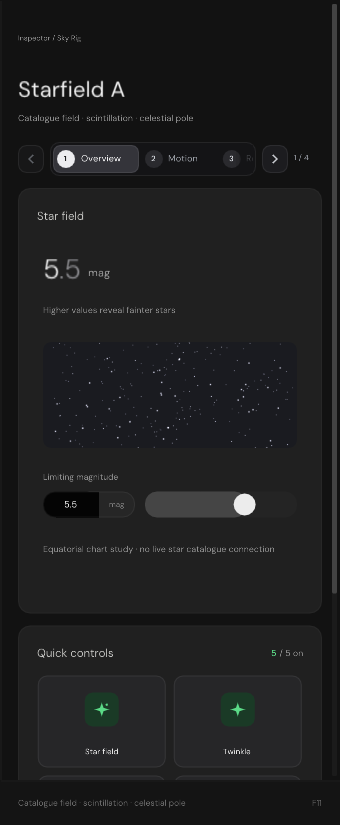 Inspector / Sky Rig
Starfield A
Catalogue field · scintillation · celestial pole
1 Overview 2 Motion 3 1 / 4
Star field
5.5 mag
Higher values reveal fainter stars
Limiting magnitude
5.5 mag
Equatorial chart study · no live star catalogue connection
Quick controls 5 / 5 on
Star field Twinkle
Catalogue field · scintillation · celestial pole F11